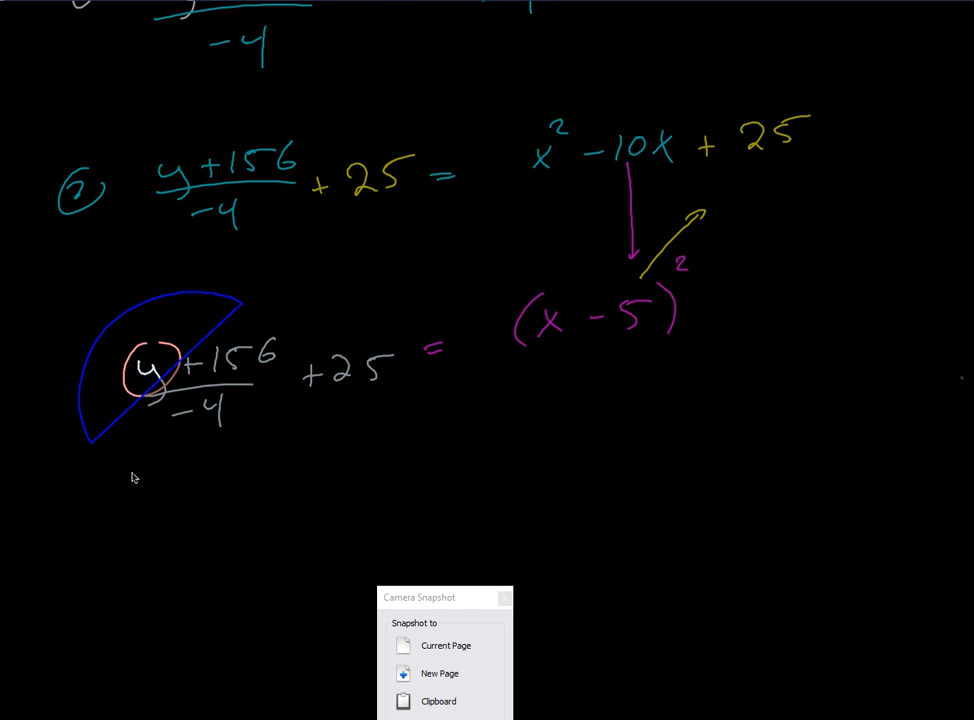 -4
② y+156/-4 + 25 = x² - 10x + 25
y+156/-4 + 25 = (x - 5)²
Camera Snapshot
Snapshot to
Current Page
New Page
Clipboard